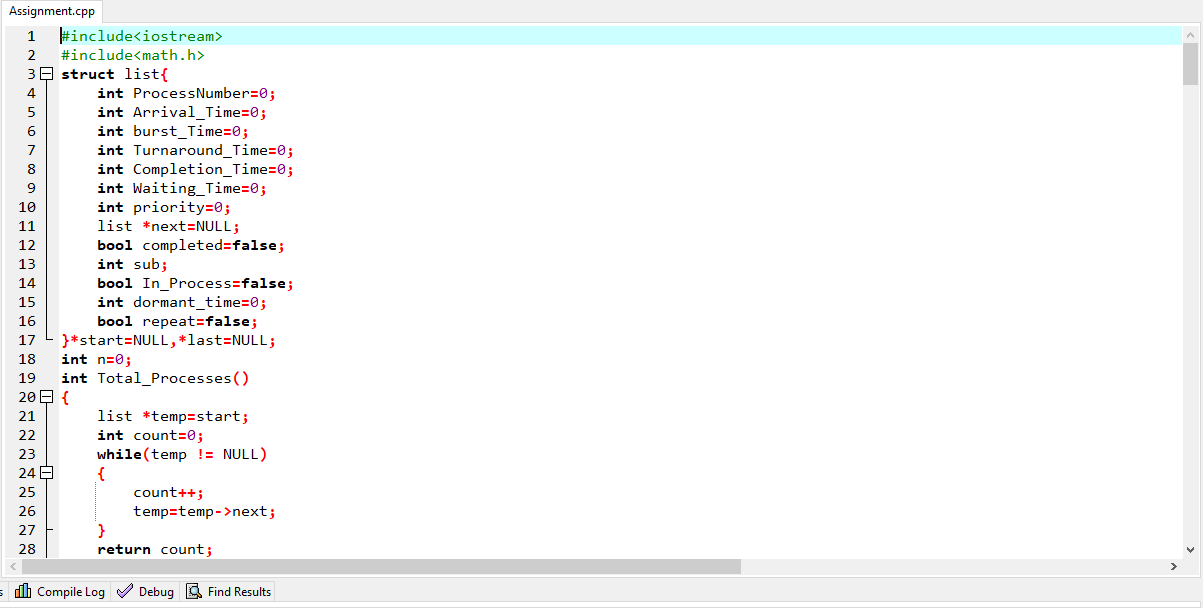 Assignment.cpp
1 #include<iostream>
2 #include<math.h>
3 struct list{
4 int ProcessNumber=0;
5 int Arrival_Time=0;
6 int burst_Time=0;
7 int Turnaround_Time=0;
8 int Completion_Time=0;
9 int Waiting_Time=0;
10 int priority=0;
11 list *next=NULL;
12 bool completed=false;
13 int sub;
14 bool In_Process=false;
15 int dormant_time=0;
16 bool repeat=false;
17 }*start=NULL,*last=NULL;
18 int n=0;
19 int Total_Processes()
20 {
21 list *temp=start;
22 int count=0;
23 while(temp != NULL)
24 {
25 count++;
26 temp=temp->next;
27 }
28 return count;
s Compile Log Debug Find Results